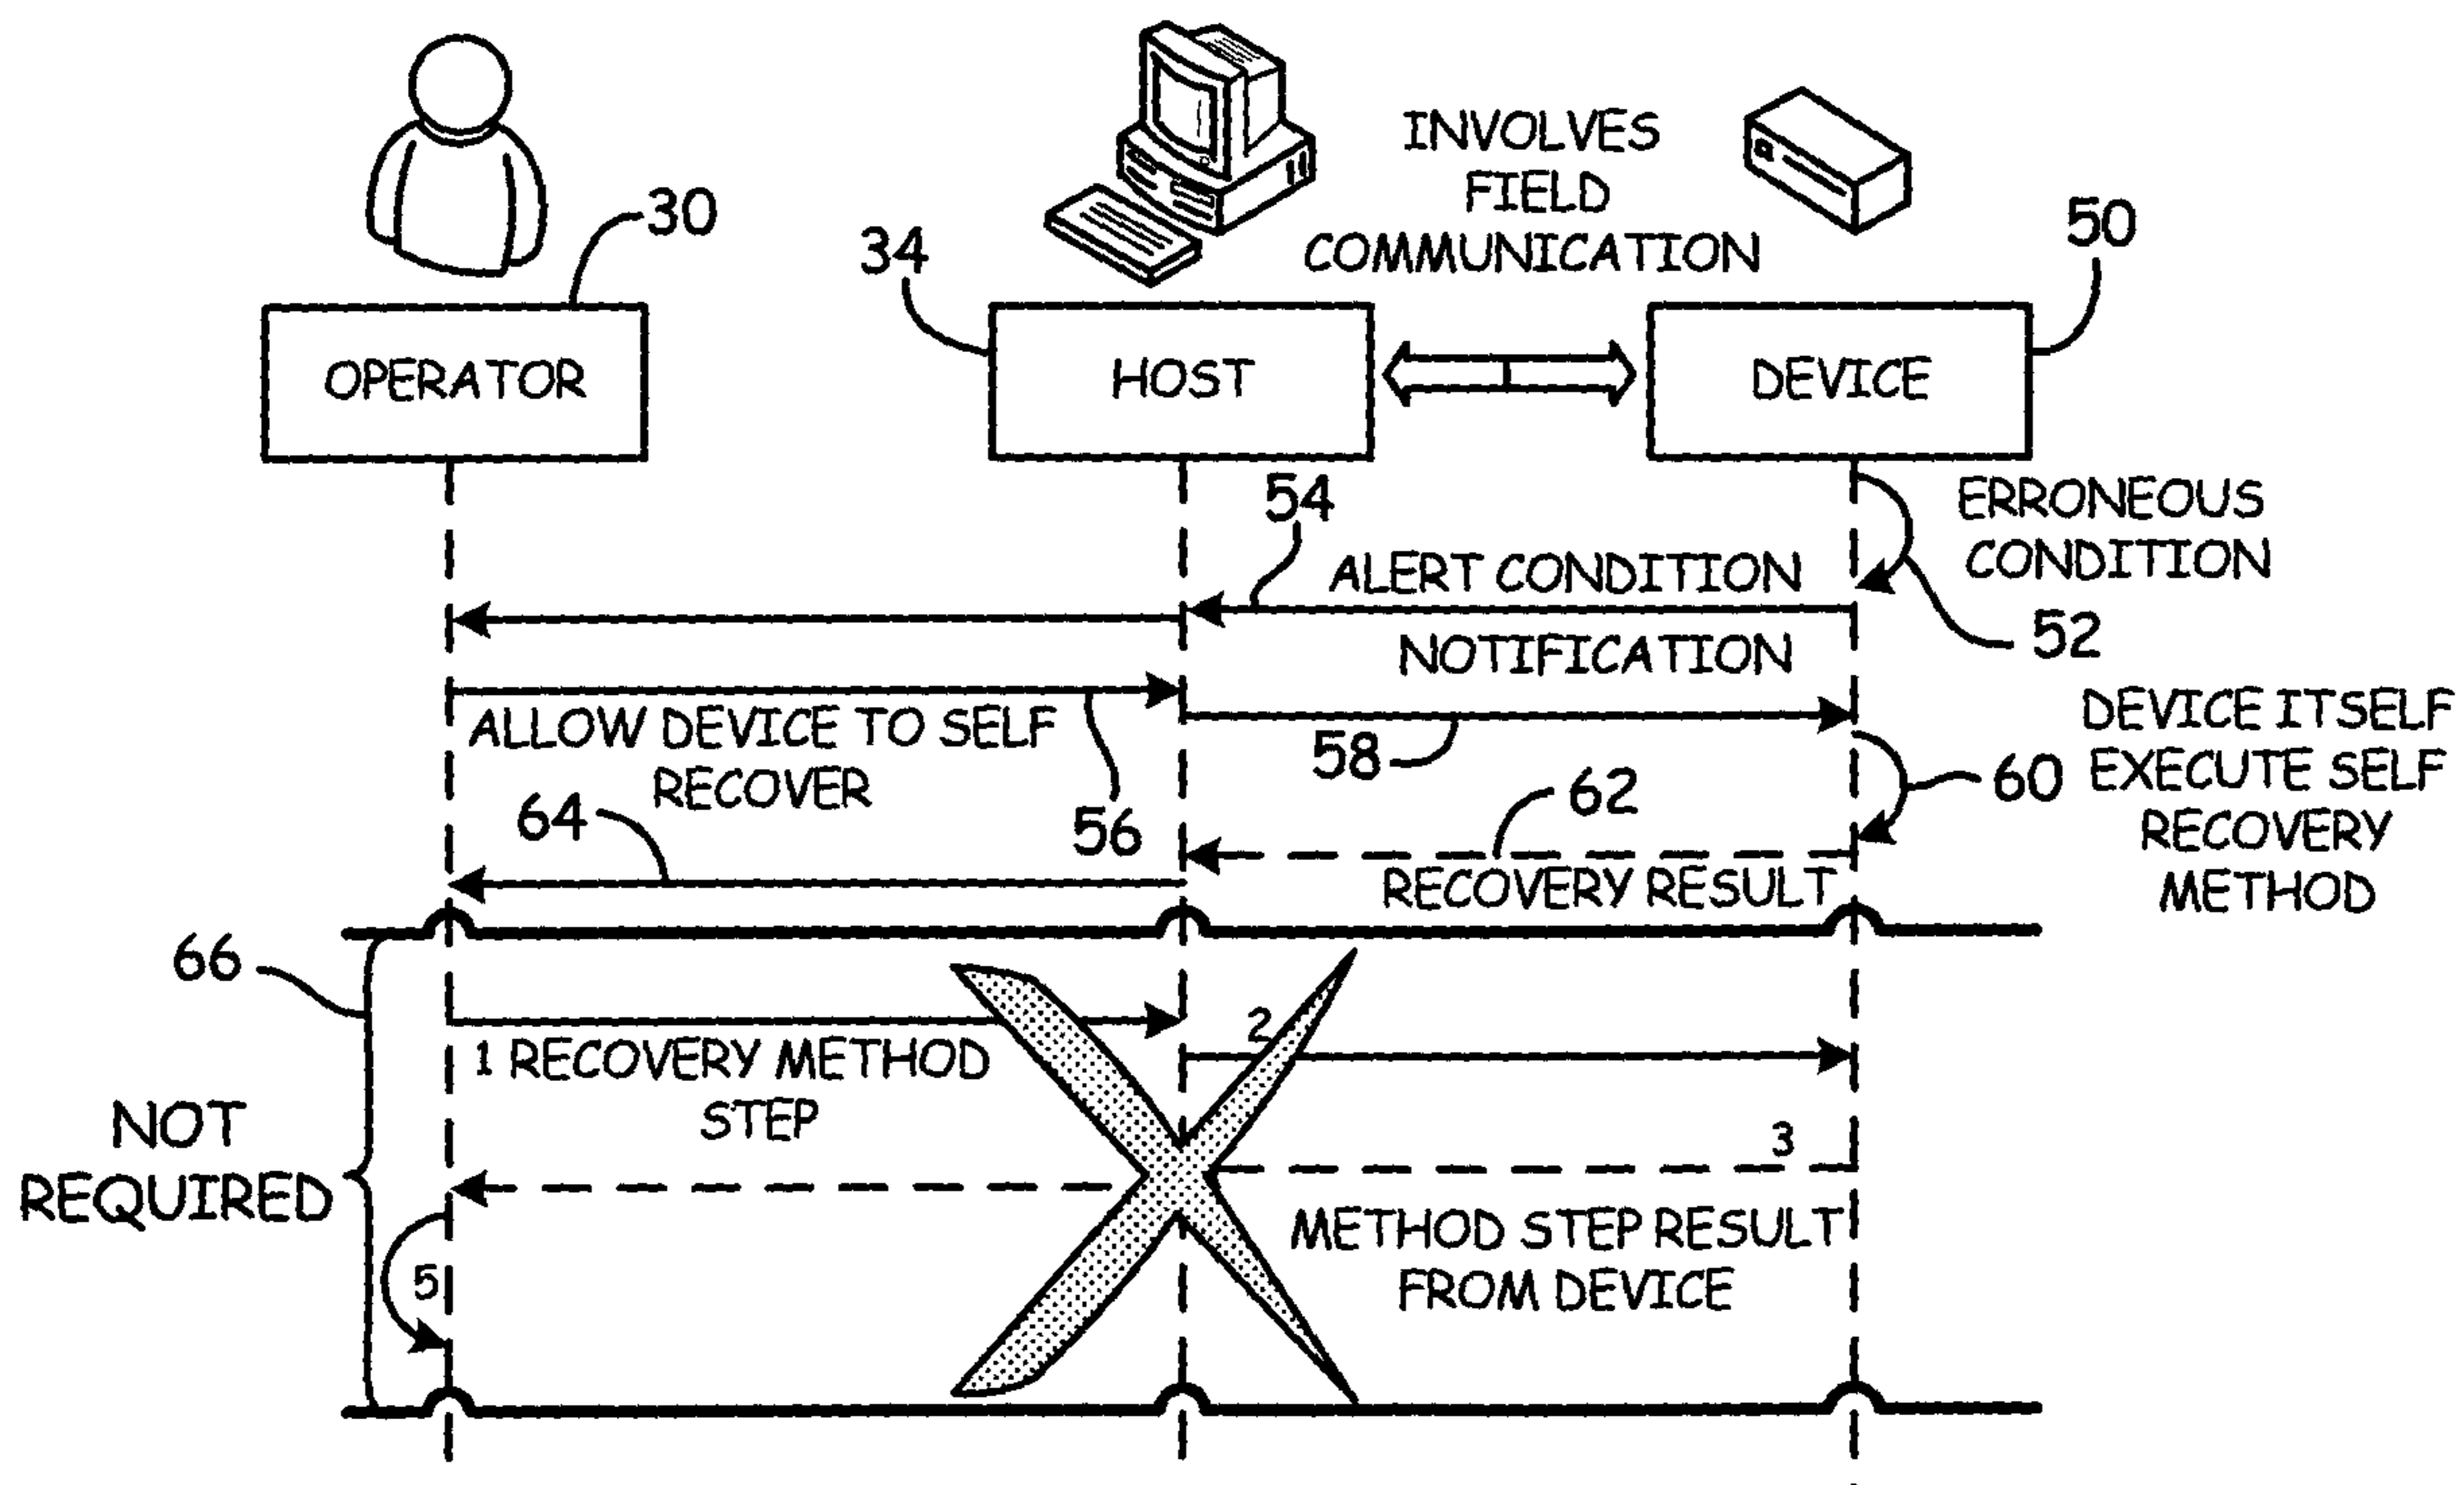 30
INVOLVES
FIELD
COMMUNICATION
34
50
OPERATOR
HOST
DEVICE
54
ERRONEOUS
CONDITION
ALERT CONDITION
NOTIFICATION
52
ALLOW DEVICE TO SELF
RECOVER
58
56
DEVICE ITSELF
EXECUTE SELF
RECOVERY
METHOD
60
62
64
RECOVERY RESULT
66
2
1 RECOVERY METHOD
STEP
3
NOT
REQUIRED
METHOD STEP RESULT
FROM DEVICE
5